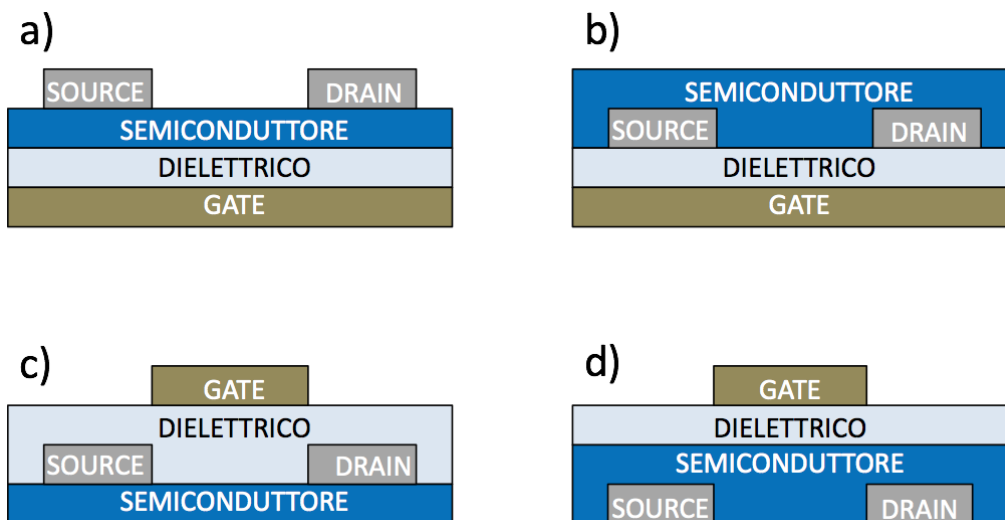 a)
SOURCE DRAIN
SEMICONDUTTORE
DIELETTRICO
GATE
b)
SEMICONDUTTORE
SOURCE DRAIN
DIELETTRICO
GATE
c)
GATE
DIELETTRICO
SOURCE DRAIN
SEMICONDUTTORE
d)
GATE
DIELETTRICO
SEMICONDUTTORE
SOURCE DRAIN